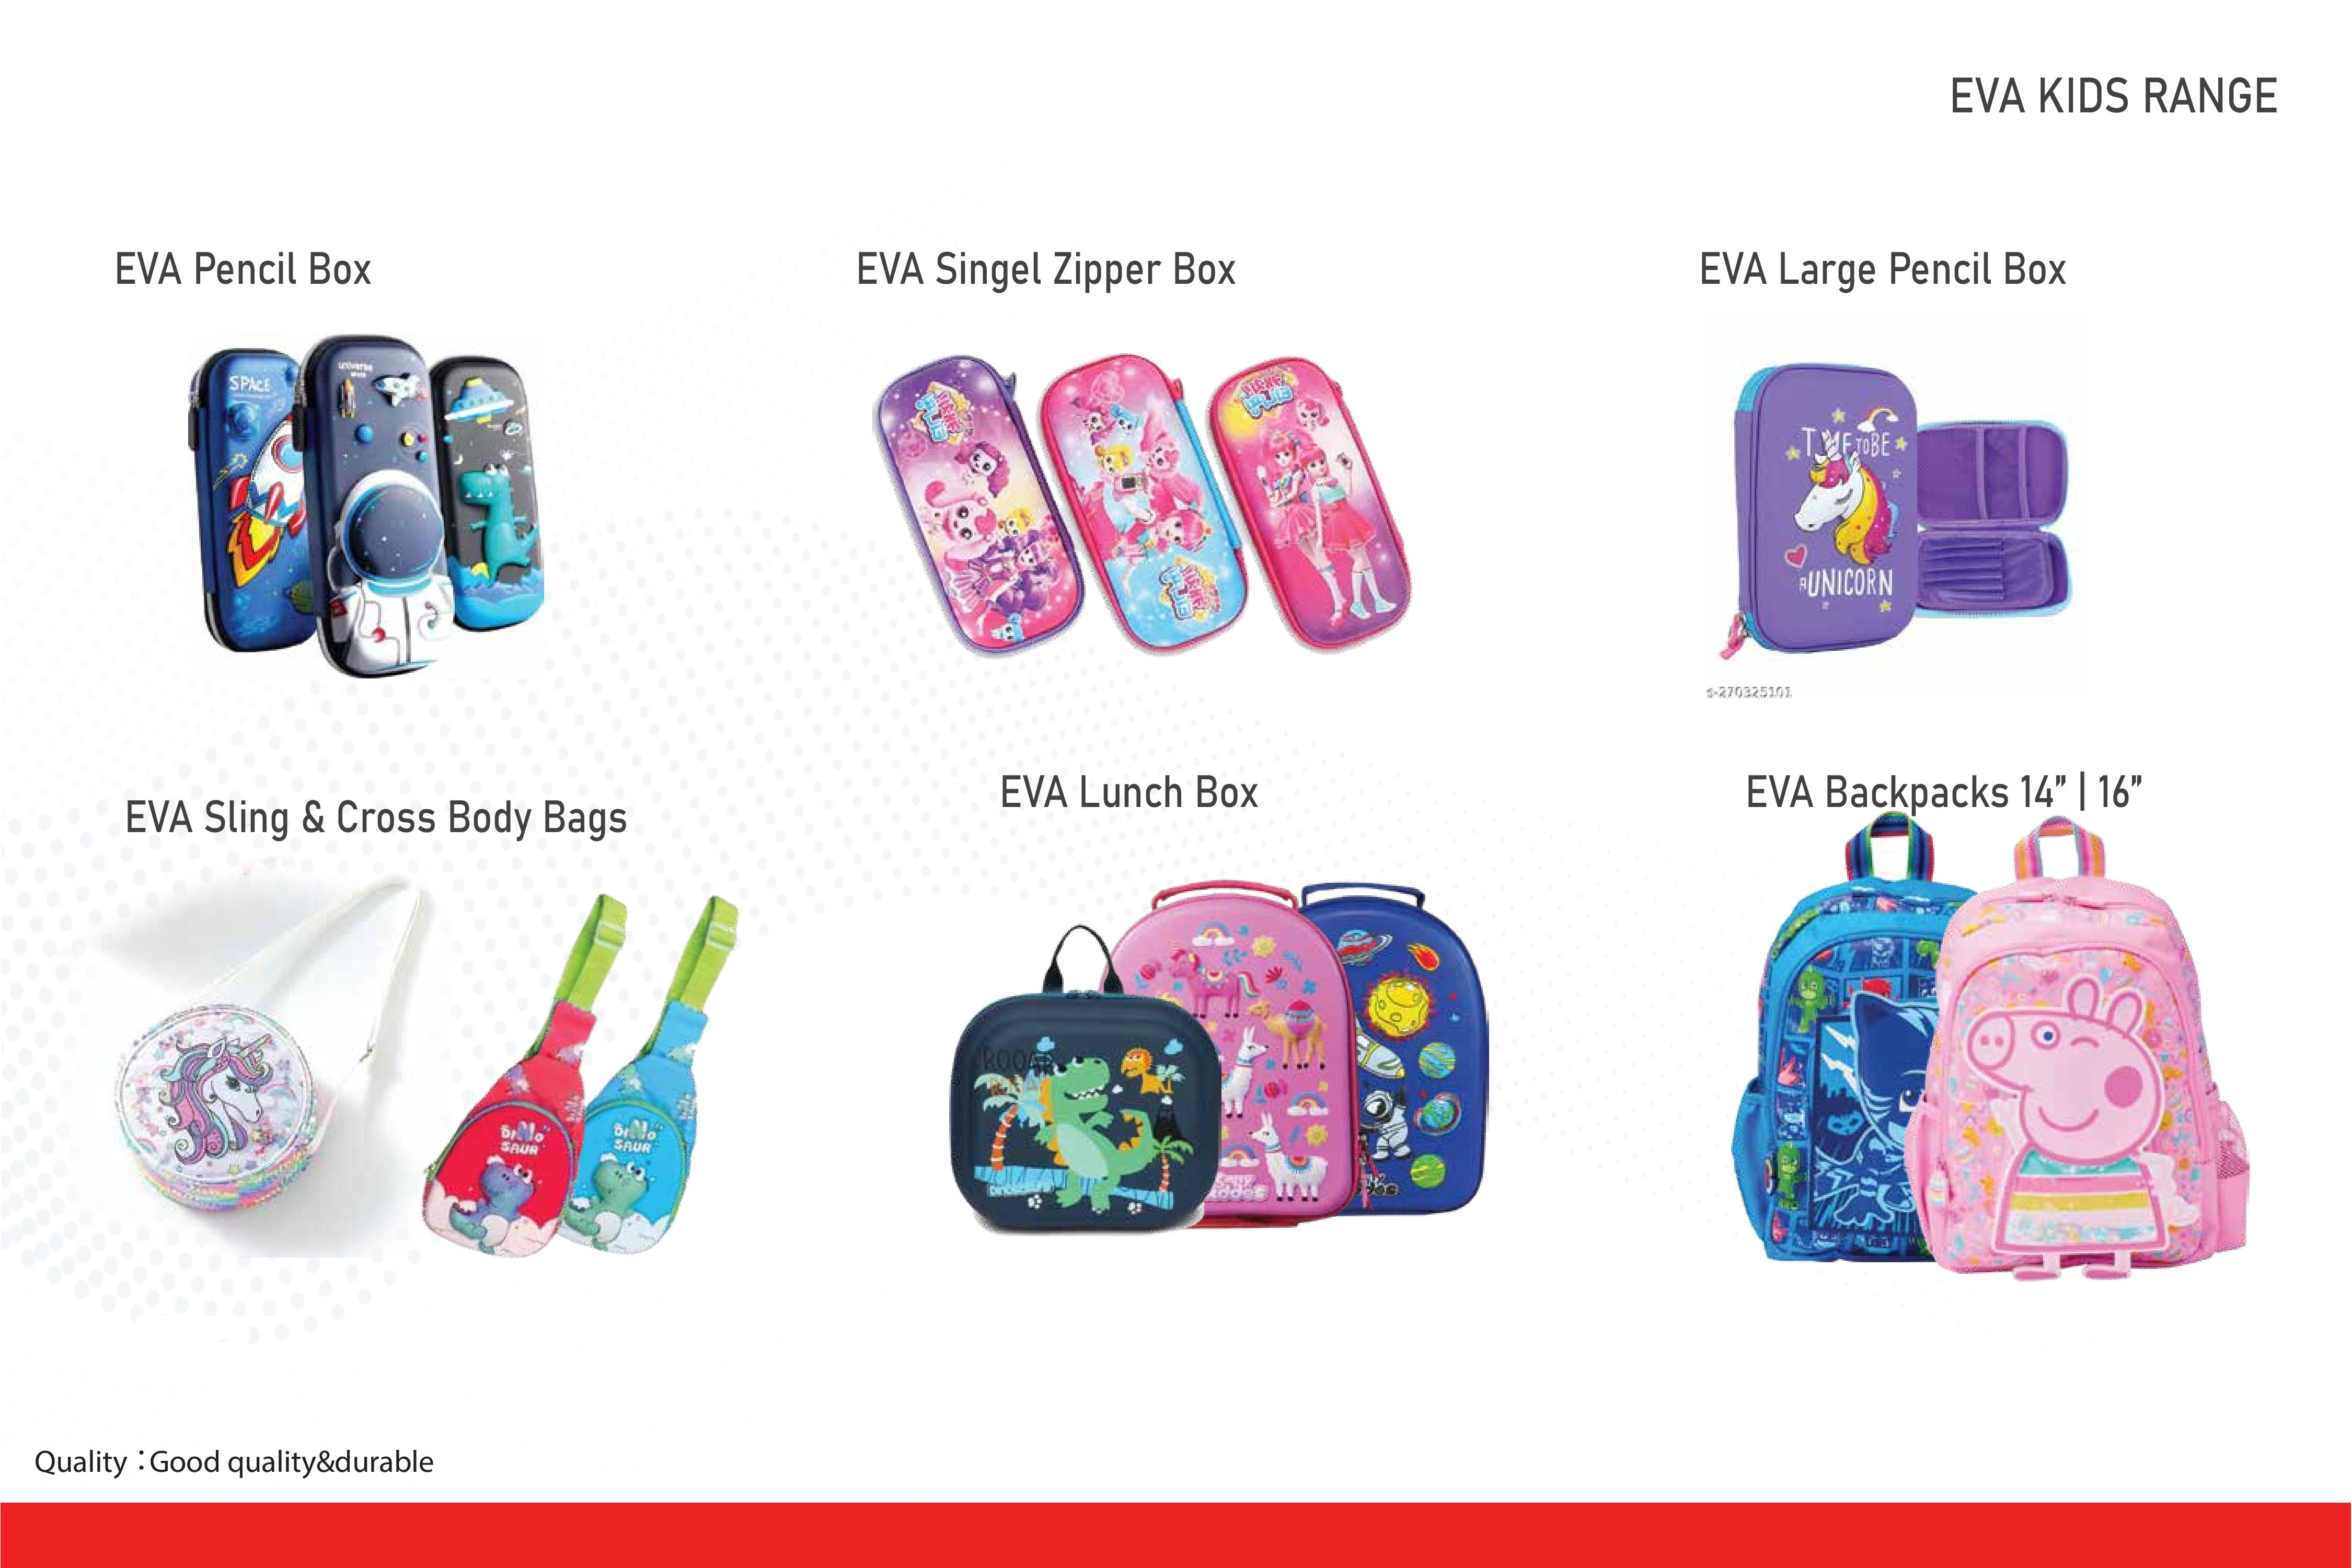 EVA KIDS RANGE
EVA Pencil Box
EVA Singel Zipper Box
EVA Large Pencil Box
SPACE
universe
TIME TO BE
A UNICORN
s-270325101
EVA Sling & Cross Body Bags
EVA Lunch Box
EVA Backpacks 14” | 16”
DINO
SAUR
DINO
SAUR
ROOAR
Quality：Good quality&durable